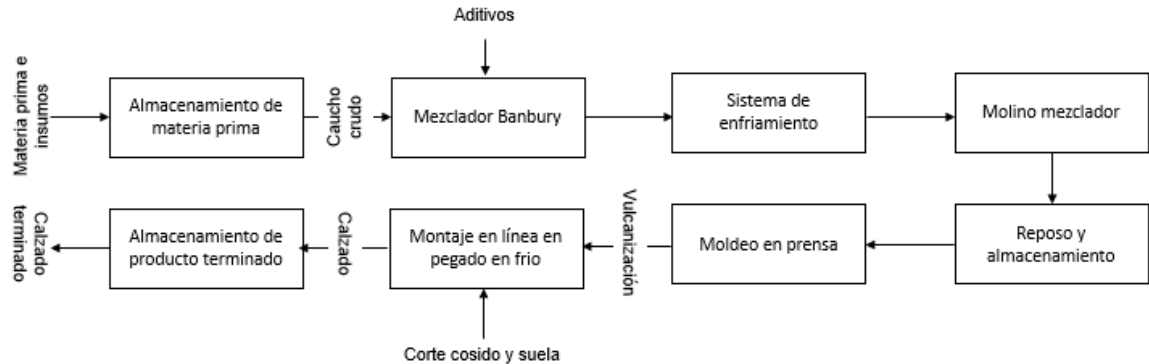 Aditivos
Materia prima e
insumos
Almacenamiento de
materia prima
Caucho
crudo
Mezclador Banbury
Sistema de
enfriamiento
Molino mezclador
Reposo y
almacenamiento
Moldeo en prensa
Vulcanización
Montaje en línea en
pegado en frio
Corte cosido y suela
Calzado
Almacenamiento de
producto terminado
Calzado
terminado